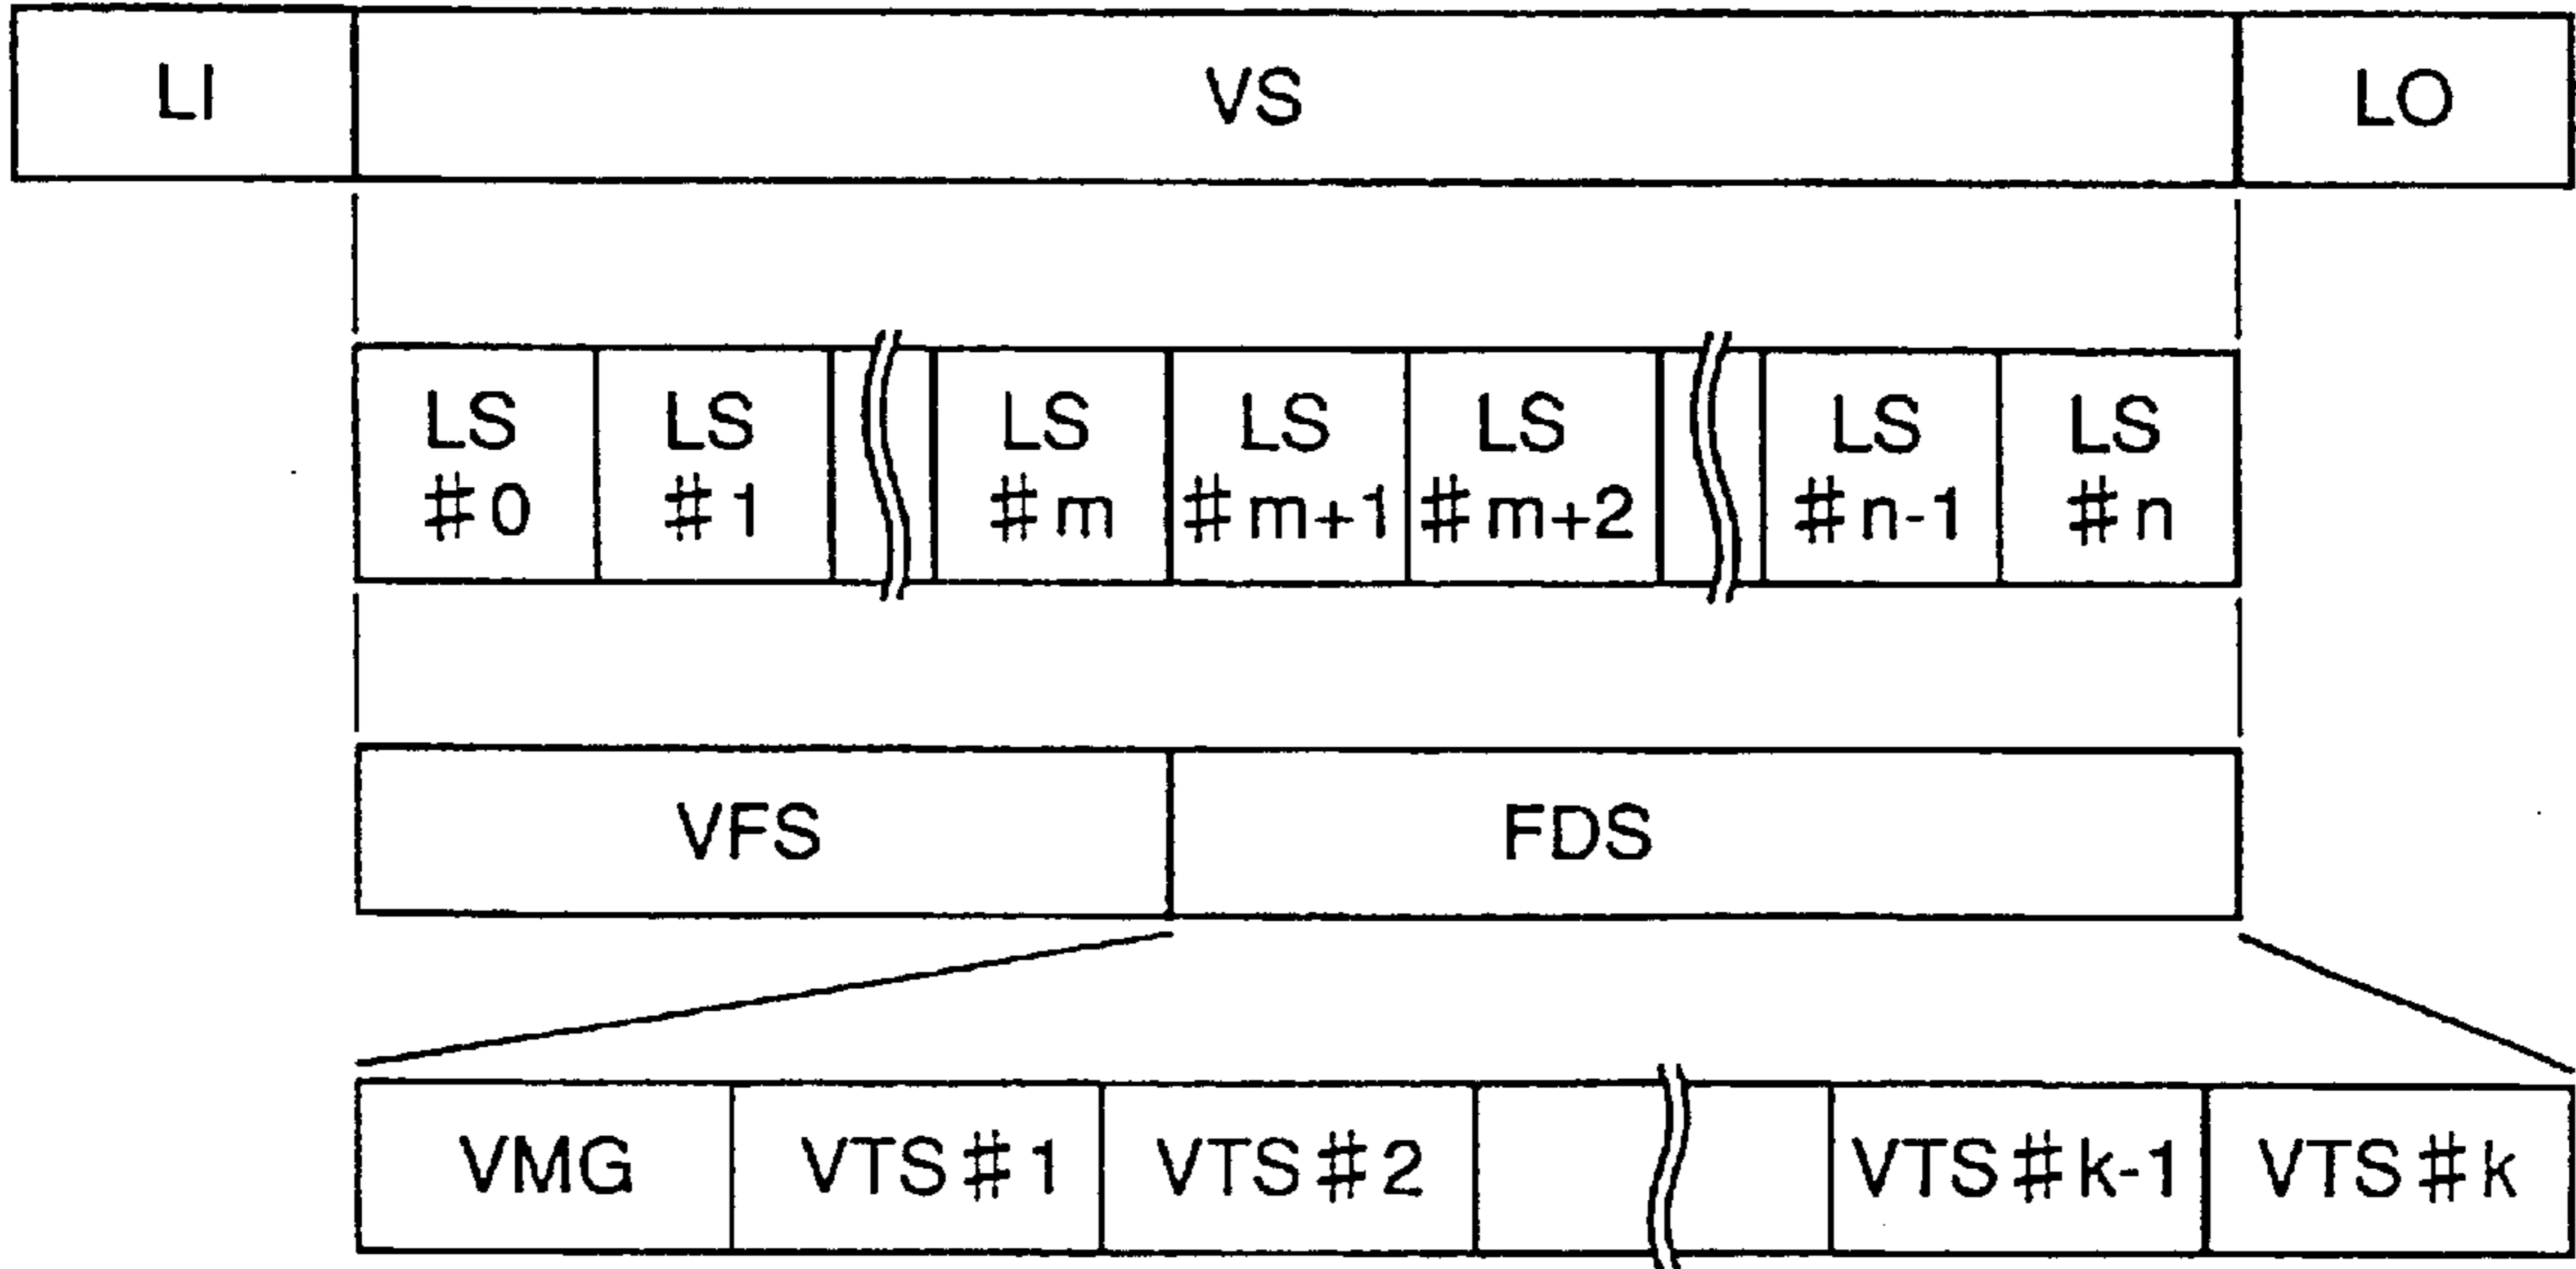 LI VS LO
LS #0 LS #1 LS #m LS #m+1 LS #m+2 LS #n-1 LS #n
VFS FDS
VMG VTS#1 VTS#2 VTS#k-1 VTS#k